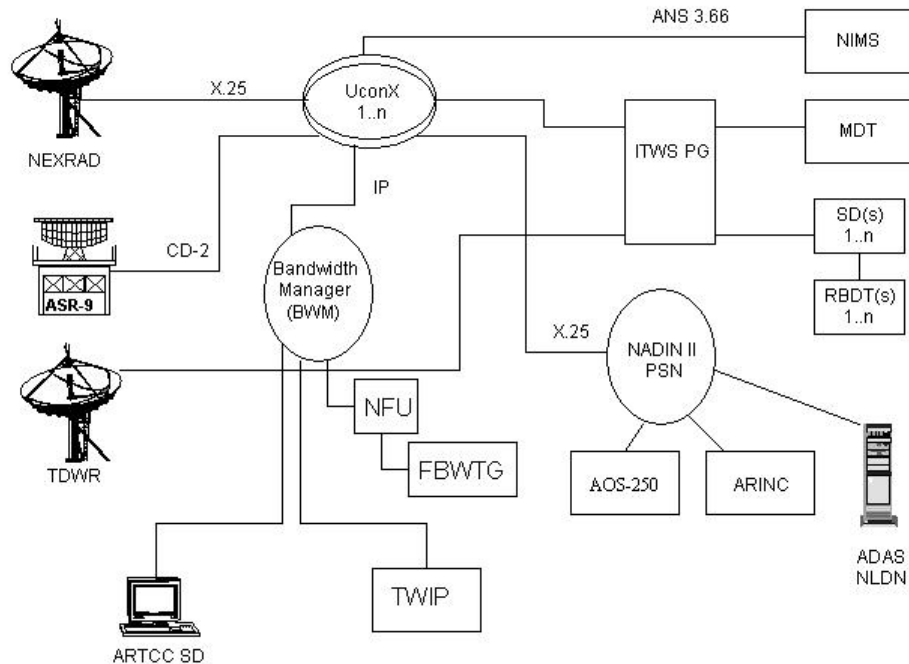 ANS 3.66
NIMS
X.25
UconX
1..n
NEXRAD
ITWS PG
MDT
IP
CD-2
SD(s)
1..n
ASR-9
Bandwidth
Manager
(BWM)
RBDT(s)
1..n
X.25
NADIN II
PSN
NFU
TDWR
FBWTG
AOS-250
ARINC
ADAS
NLDN
TWIP
ARTCC SD